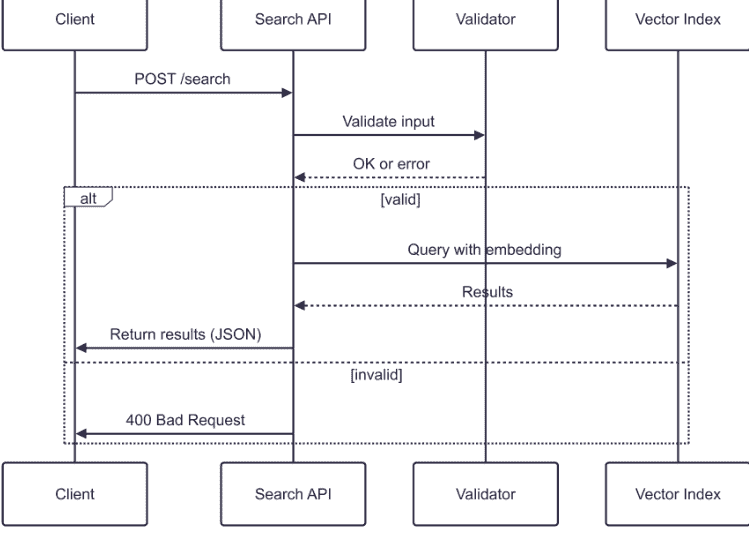 Client
Search API
Validator
Vector Index
POST /search
Validate input
OK or error
alt
[valid]
Query with embedding
Results
Return results (JSON)
[invalid]
400 Bad Request
Client
Search API
Validator
Vector Index